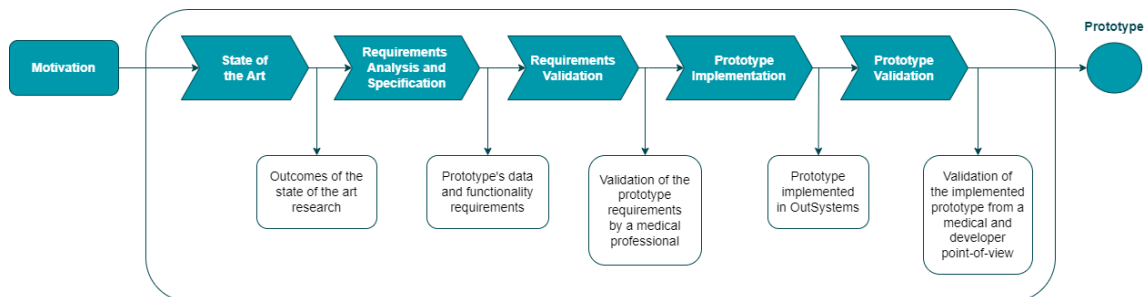 Motivation
State of
the Art
Requirements
Analysis and
Specification
Requirements
Validation
Prototype
Implementation
Prototype
Validation
Prototype
Outcomes of the
state of the art
research
Prototype's data
and functionality
requirements
Validation of the
prototype
requirements
by a medical
professional
Prototype
implemented
in OutSystems
Validation of
the implemented
prototype from a
medical and
developer
point-of-view